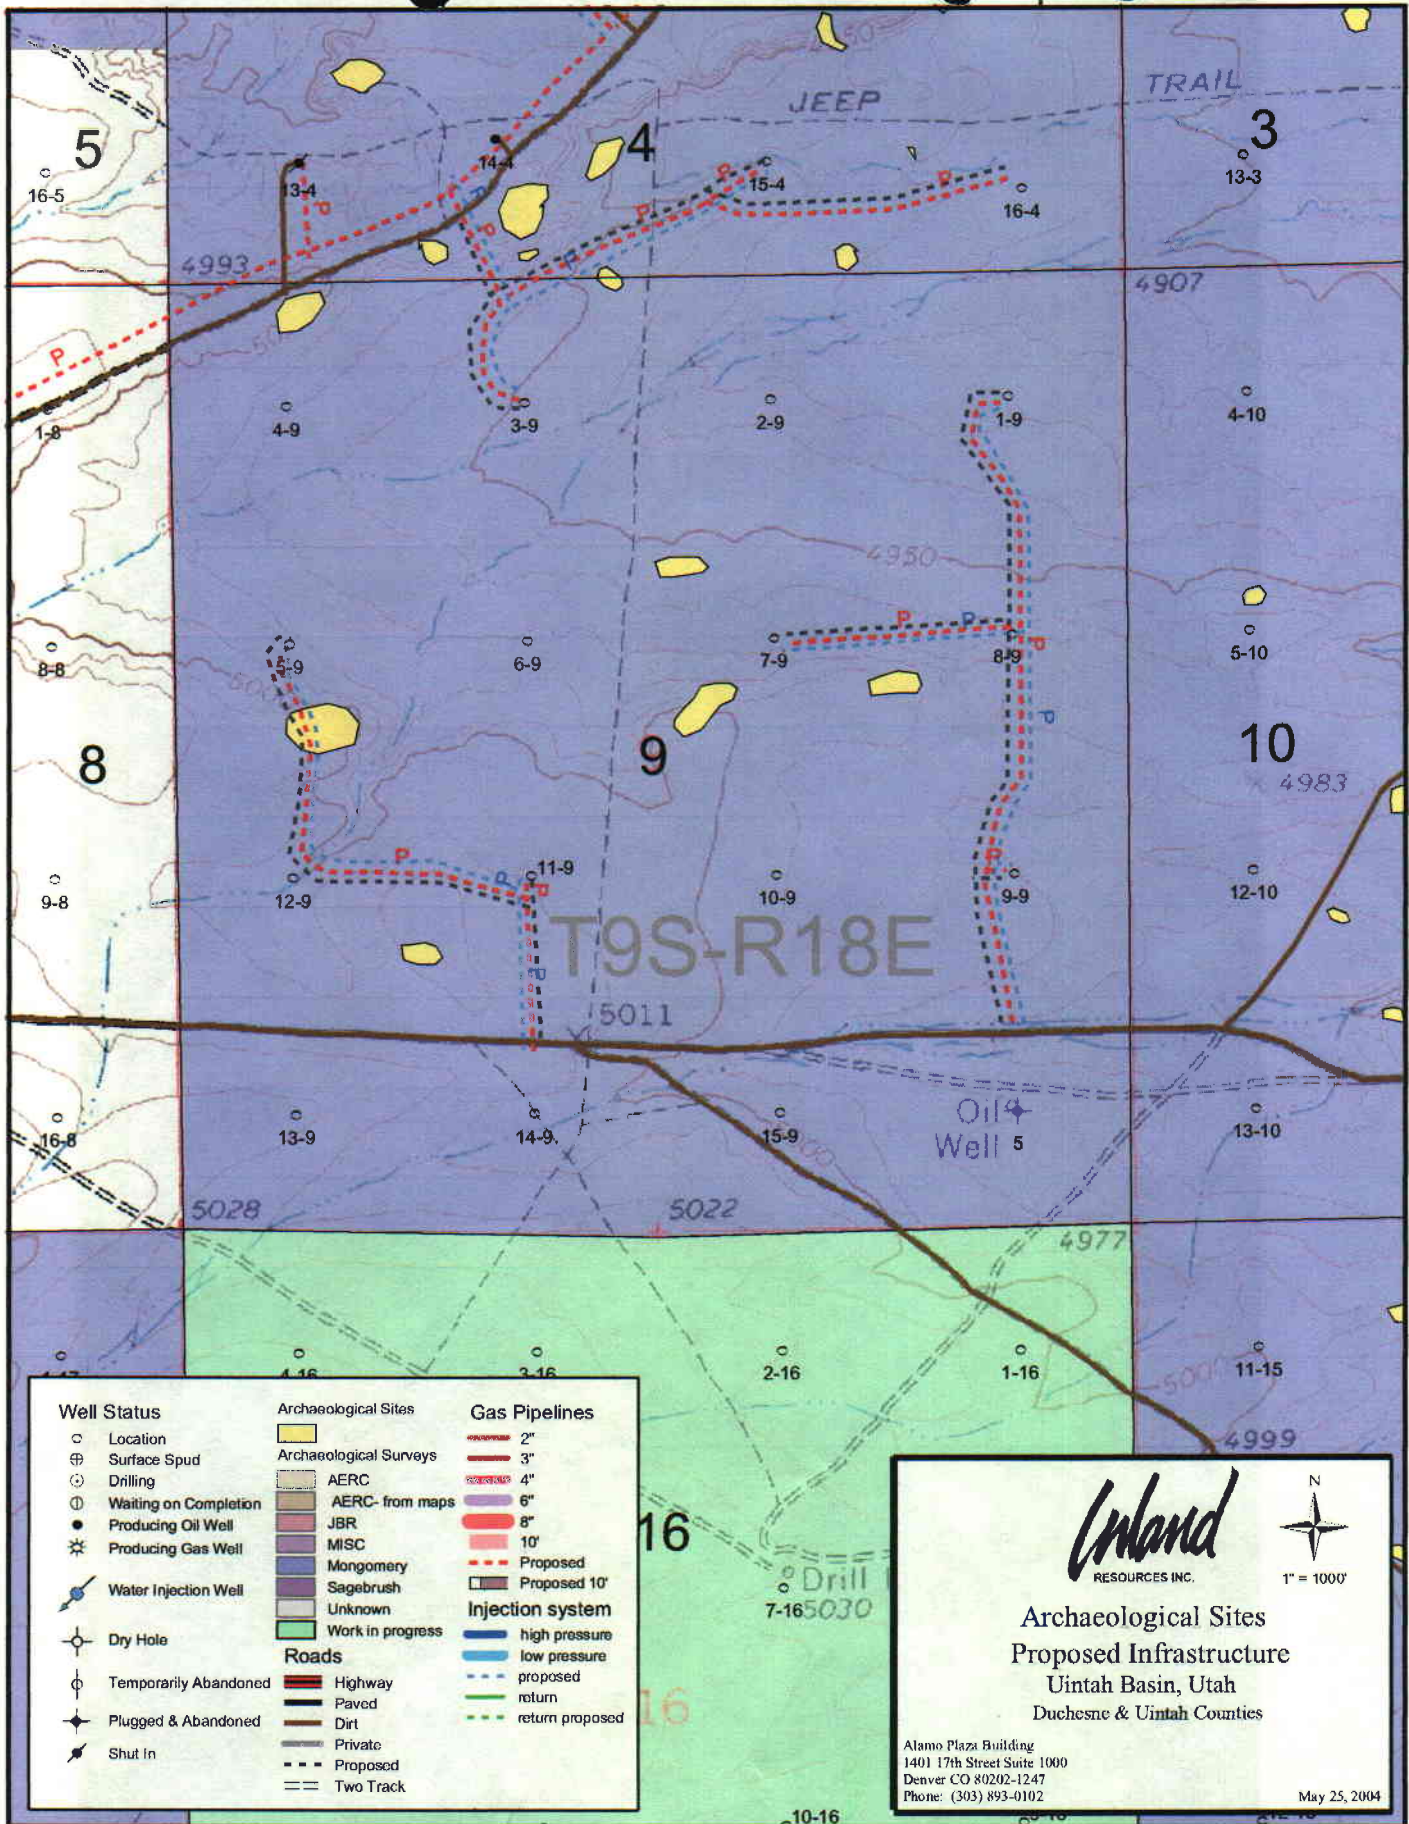 JEEP
TRAIL
5
4
3
16-5
13-4
14-4
15-4
16-4
13-3
4993
4907
P
P
P
P
P
P
P
1-8
4-9
3-9
2-9
1-9
4-10
4950
8-8
5-9
6-9
7-9
8-9
5-10
P
P
P
P
8
9
10
4983
9-8
12-9
11-9
10-9
9-9
12-10
P
P
P
P
P
T9S-R18E
5011
16-8
13-9
14-9
15-9
Oil
Well 5
13-10
5028
5022
4977
4-16
3-16
2-16
1-16
11-15
5000
4999
16
Drill
7-16
5030
16
10-16
Well Status
Location
Surface Spud
Drilling
Waiting on Completion
Producing Oil Well
Producing Gas Well
Water Injection Well
Dry Hole
Temporarily Abandoned
Plugged & Abandoned
Shut In
Archaeological Sites
Archaeological Surveys
AERC
AERC- from maps
JBR
MISC
Mongomery
Sagebrush
Unknown
Work in progress
Roads
Highway
Paved
Dirt
Private
Proposed
Two Track
Gas Pipelines
2"
3"
4"
6"
8"
10'
Proposed
Proposed 10'
Injection system
high pressure
low pressure
proposed
return
return proposed
Inland
RESOURCES INC.
N
1" = 1000'
Archaeological Sites
Proposed Infrastructure
Uintah Basin, Utah
Duchesne & Uintah Counties
Alamo Plaza Building
1401 17th Street Suite 1000
Denver CO 80202-1247
Phone: (303) 893-0102
May 25, 2004